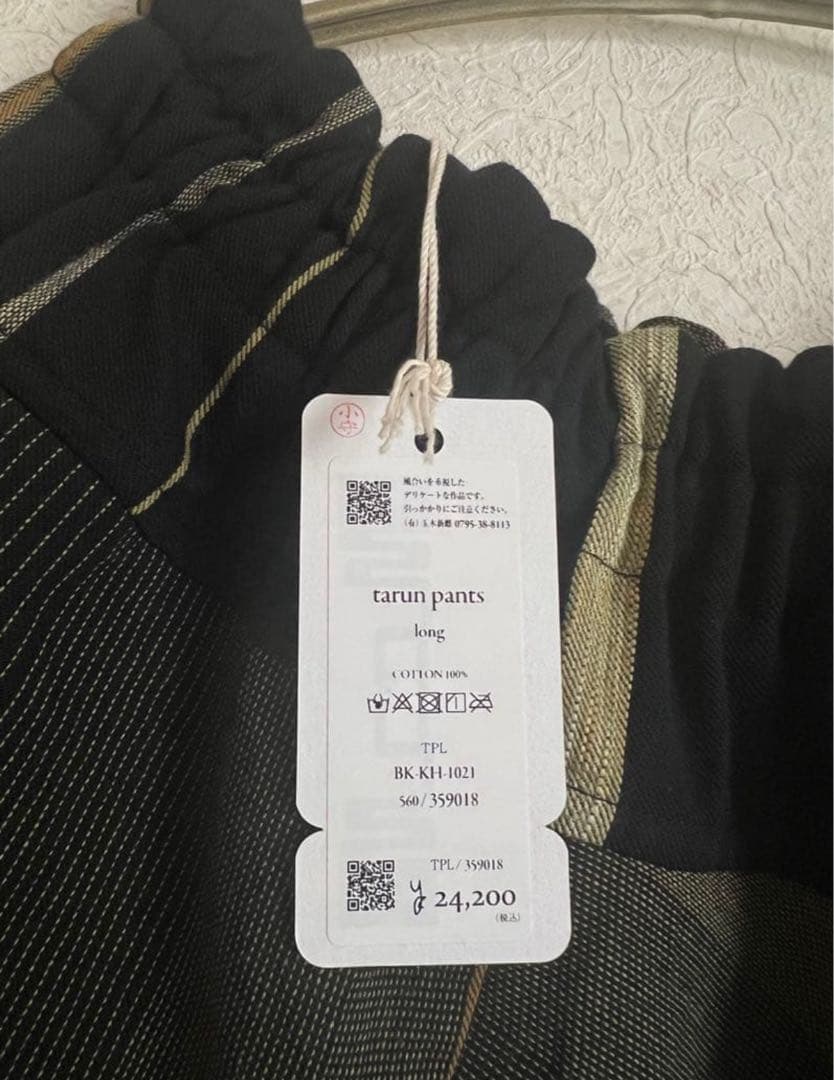 小守
風合いを重視した
デリケートな作品です。
引っかかりにご注意ください。
(有) 玉木新雌 0795-38-8113
tarun pants
long
COTTON 100%
TPL
BK-KH-1021
560/359018
TPL/359018
¥ 24,200
(税込)